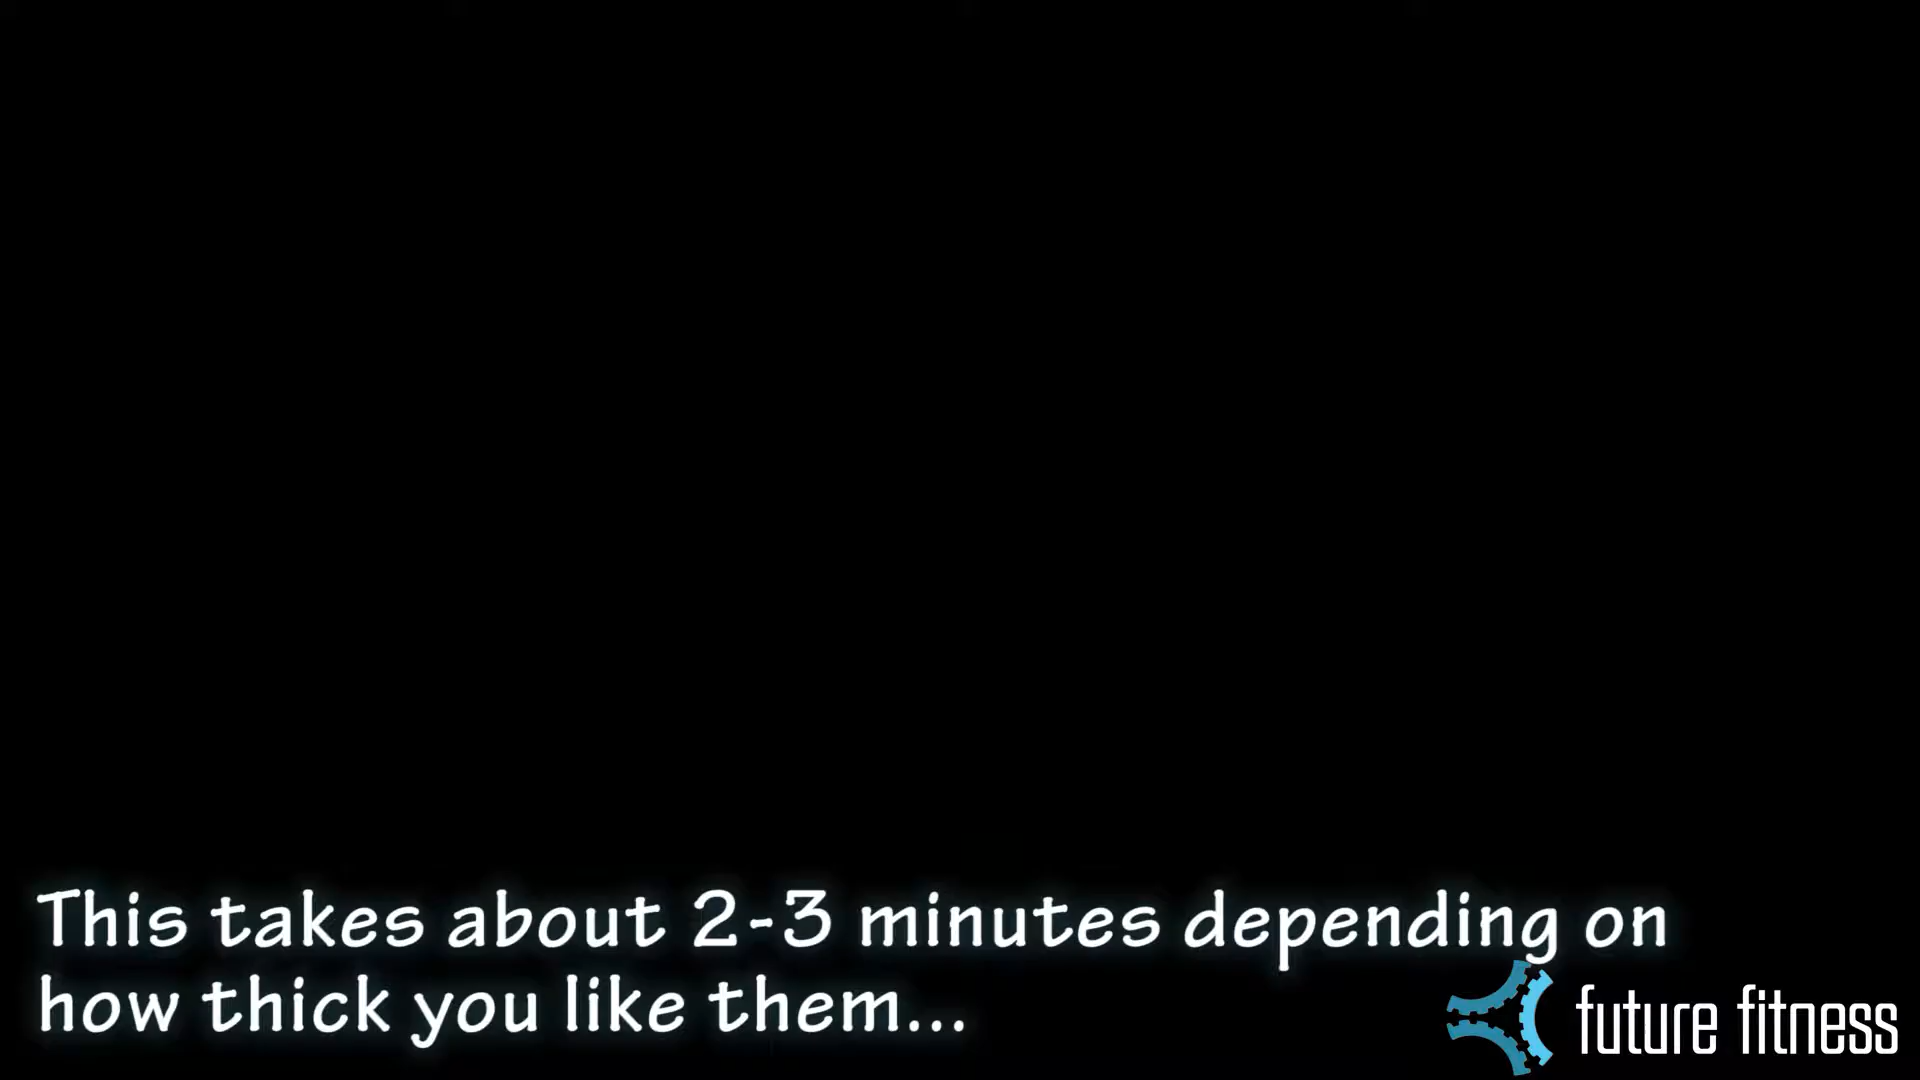 This takes about 2-3 minutes depending on
how thick you like them...
future fitness